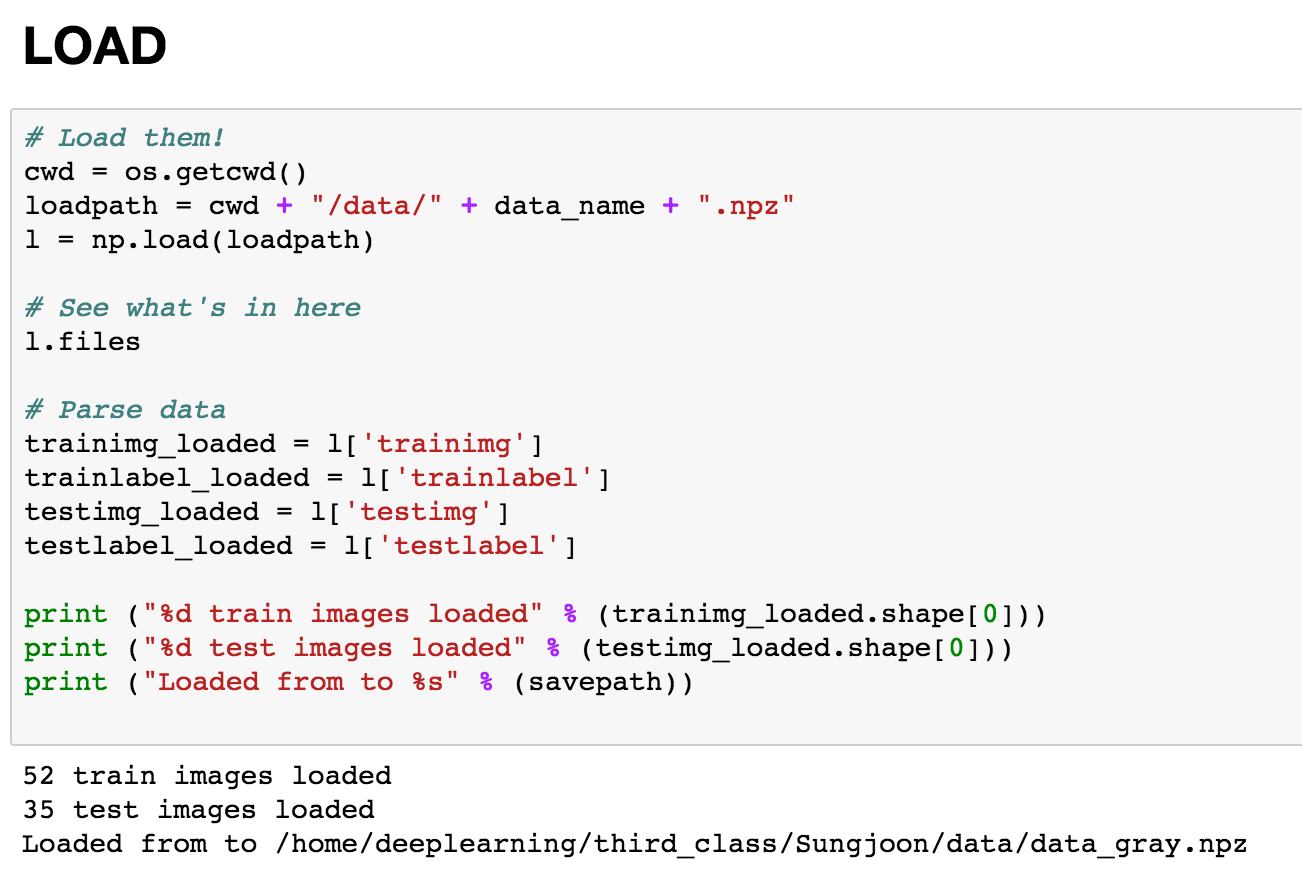 LOAD
# Load them!
cwd = os.getcwd()
loadpath = cwd + "/data/" + data_name + ".npz"
l = np.load(loadpath)
# See what's in here
l.files
# Parse data
trainimg_loaded = l['trainimg']
trainlabel_loaded = l['trainlabel']
testimg_loaded = l['testimg']
testlabel_loaded = l['testlabel']
print ("%d train images loaded" % (trainimg_loaded.shape[0]))
print ("%d test images loaded" % (testimg_loaded.shape[0]))
print ("Loaded from to %s" % (savepath))
52 train images loaded
35 test images loaded
Loaded from to /home/deeplearning/third_class/Sungjoon/data/data_gray.npz